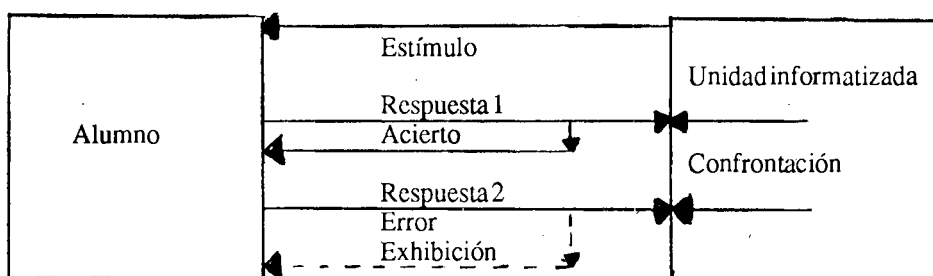 Estímulo
Unidad informatizada
Respuesta 1
Alumno
Acierto
Confrontación
Respuesta 2
Error
Exhibición